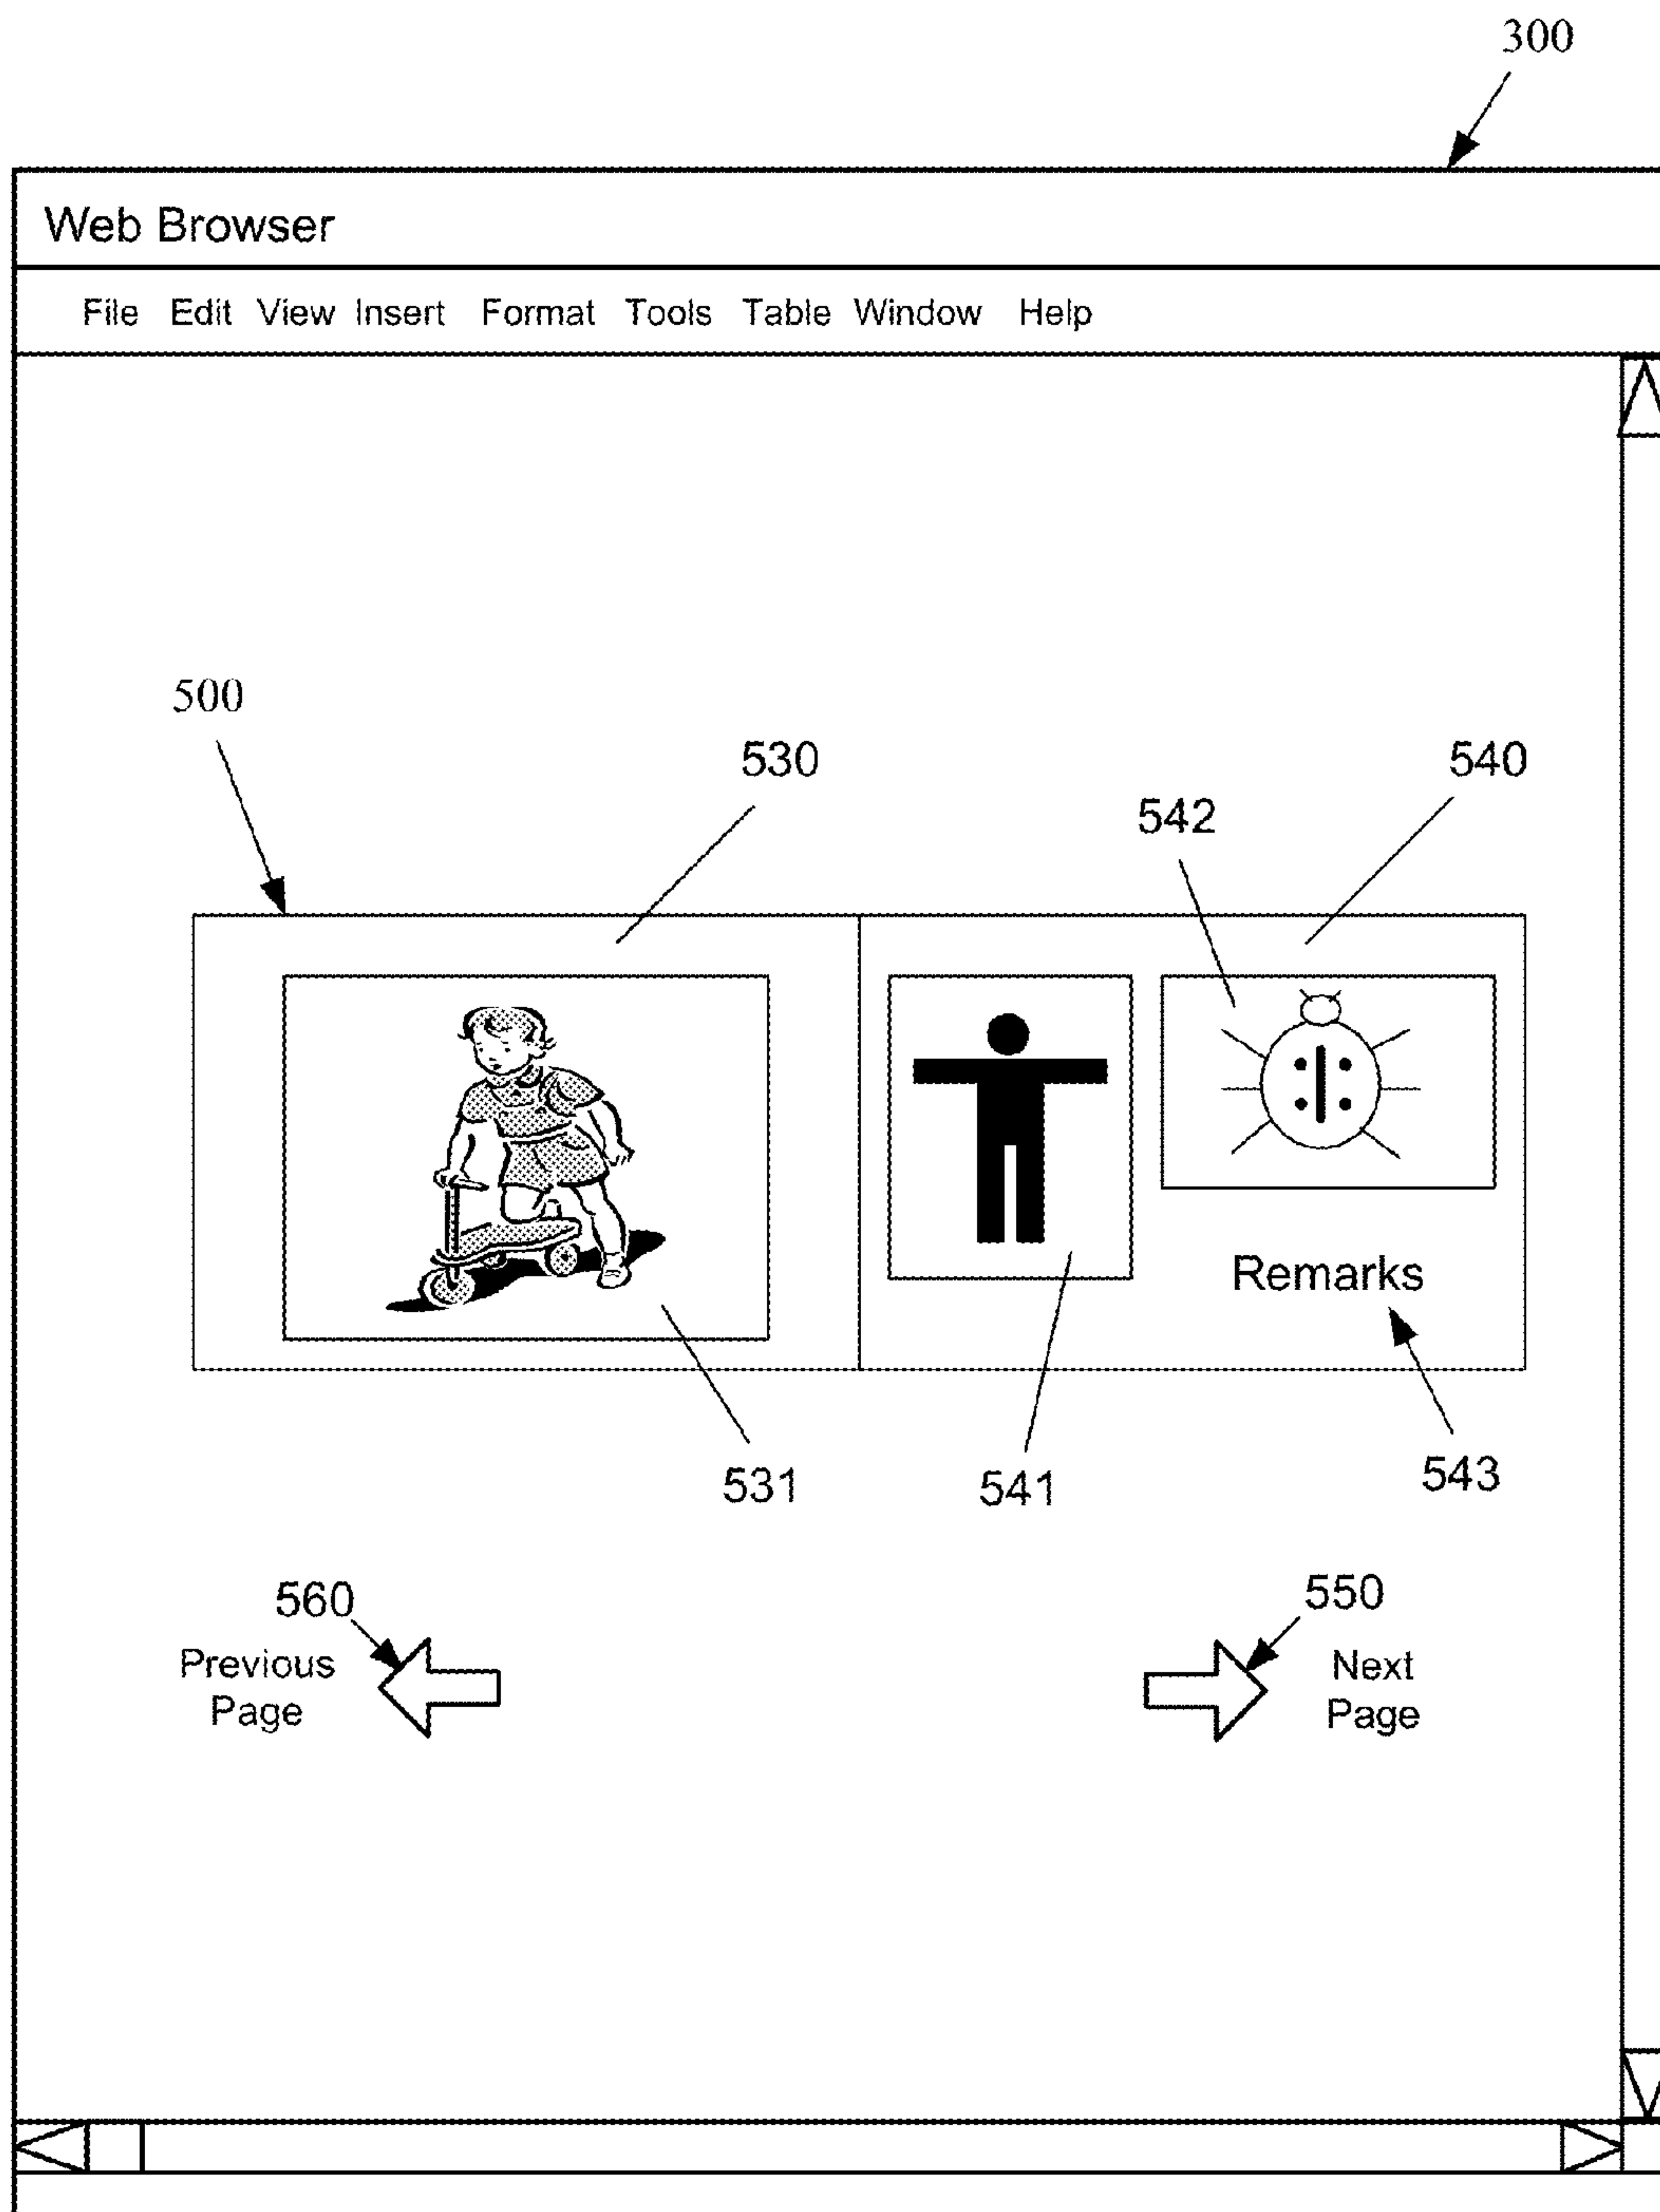 300
Web Browser
File Edit View Insert Format Tools Table Window Help
500
530
540
542
Remarks
531
541
543
560
550
Previous
Page
Next
Page